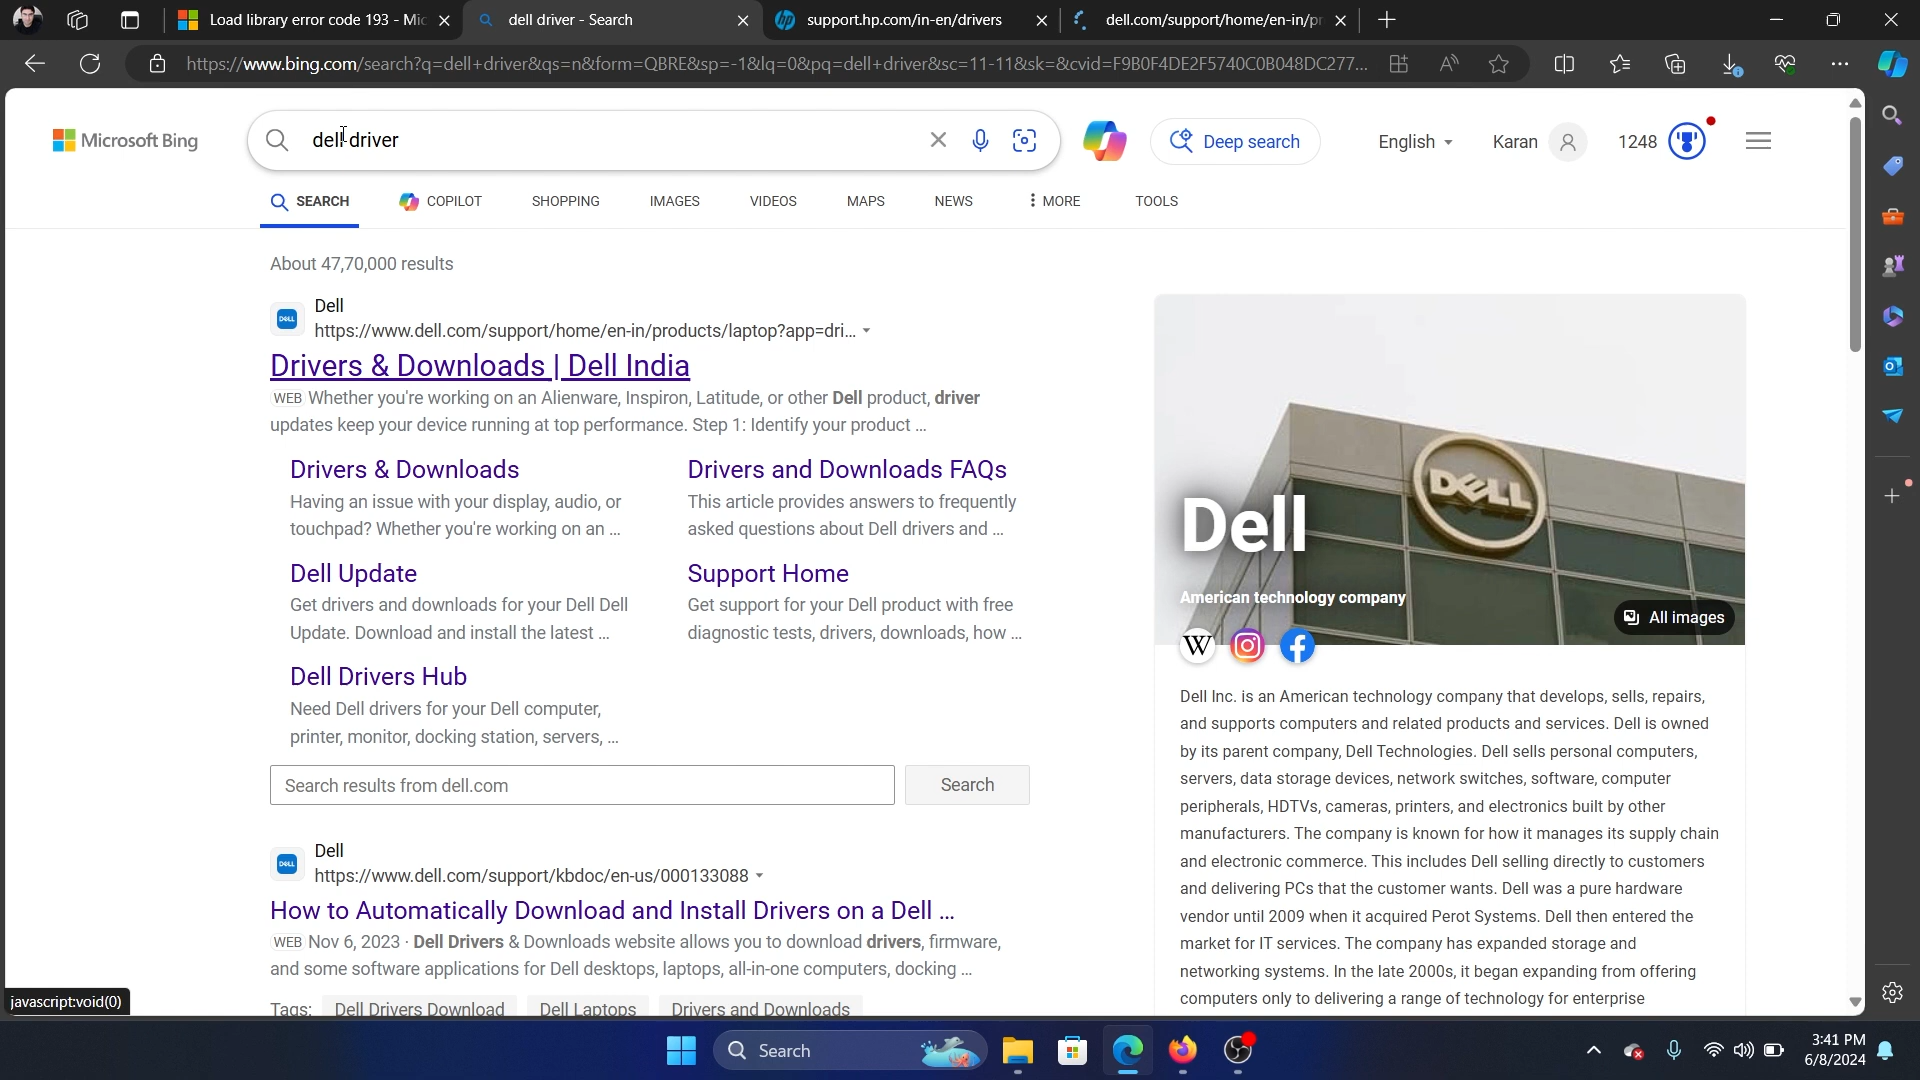 Load library error code 193 - Mic
dell driver - Search
support.hp.com/in-en/drivers
dell.com/support/home/en-in/pr
https://www.bing.com/search?q=dell+driver&qs=n&form=QBRE&sp=-1&lq=0&pq=dell+driver&sc=11-11&sk=&cvid=F9B0F4DE2F5740C0B048DC277...
Microsoft Bing
dell driver
Deep search
English
Karan
1248
SEARCH
COPILOT
SHOPPING
IMAGES
VIDEOS
MAPS
NEWS
MORE
TOOLS
About 47,70,000 results
Dell
https://www.dell.com/support/home/en-in/products/laptop?app=dri...
Drivers & Downloads | Dell India
WEB Whether you're working on an Alienware, Inspiron, Latitude, or other Dell product, driver
updates keep your device running at top performance. Step 1: Identify your product ...
Drivers & Downloads
Having an issue with your display, audio, or
touchpad? Whether you're working on an ...
Drivers and Downloads FAQs
This article provides answers to frequently
asked questions about Dell drivers and ...
Dell Update
Get drivers and downloads for your Dell Dell
Update. Download and install the latest ...
Support Home
Get support for your Dell product with free
diagnostic tests, drivers, downloads, how ...
Dell Drivers Hub
Need Dell drivers for your Dell computer,
printer, monitor, docking station, servers, ...
Search results from dell.com
Search
Dell
https://www.dell.com/support/kbdoc/en-us/000133088
How to Automatically Download and Install Drivers on a Dell ...
WEB Nov 6, 2023 · Dell Drivers & Downloads website allows you to download drivers, firmware,
and some software applications for Dell desktops, laptops, all-in-one computers, docking ...
Tags:
Dell Drivers Download
Dell Laptops
Drivers and Downloads
DELL
Dell
American technology company
All images
W
Dell Inc. is an American technology company that develops, sells, repairs,
and supports computers and related products and services. Dell is owned
by its parent company, Dell Technologies. Dell sells personal computers,
servers, data storage devices, network switches, software, computer
peripherals, HDTVs, cameras, printers, and electronics built by other
manufacturers. The company is known for how it manages its supply chain
and electronic commerce. This includes Dell selling directly to customers
and delivering PCs that the customer wants. Dell was a pure hardware
vendor until 2009 when it acquired Perot Systems. Dell then entered the
market for IT services. The company has expanded storage and
networking systems. In the late 2000s, it began expanding from offering
computers only to delivering a range of technology for enterprise
javascript:void(0)
Search
3:41 PM
6/8/2024